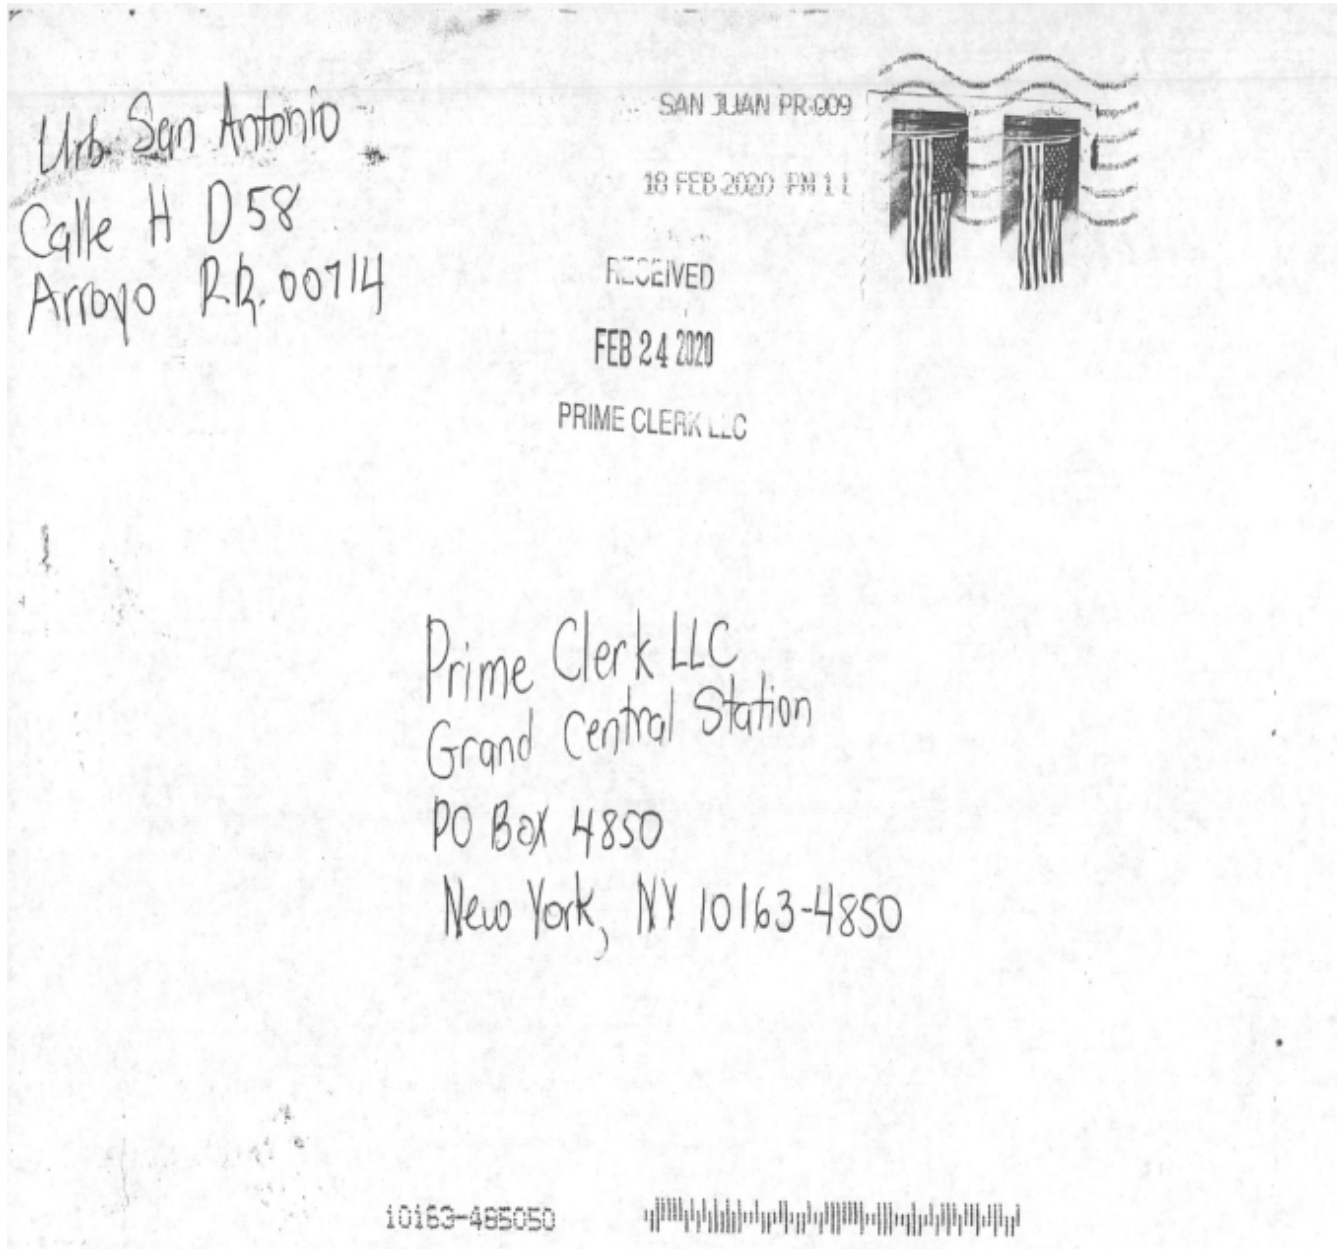 Urb San Antonio
Calle H D 58
Arroyo P.R. 00714
SAN JUAN PR 009
18 FEB 2020 PM 1 L
RECEIVED
FEB 24 2020
PRIME CLERK LLC
Prime Clerk LLC
Grand Central Station
PO Box 4850
New York, NY 10163-4850
10163-485050